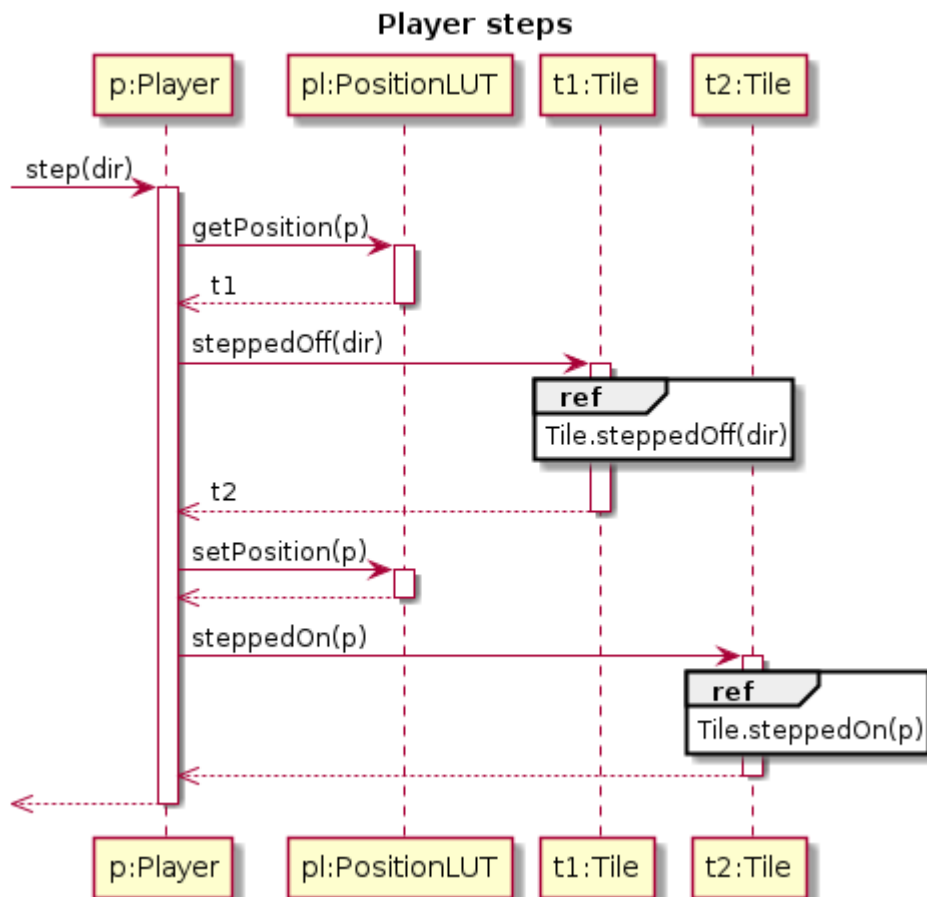 Player steps
p:Player
pl:PositionLUT
t1:Tile
t2:Tile
step(dir)
getPosition(p)
t1
steppedOff(dir)
ref
Tile.steppedOff(dir)
t2
setPosition(p)
steppedOn(p)
ref
Tile.steppedOn(p)
p:Player
pl:PositionLUT
t1:Tile
t2:Tile